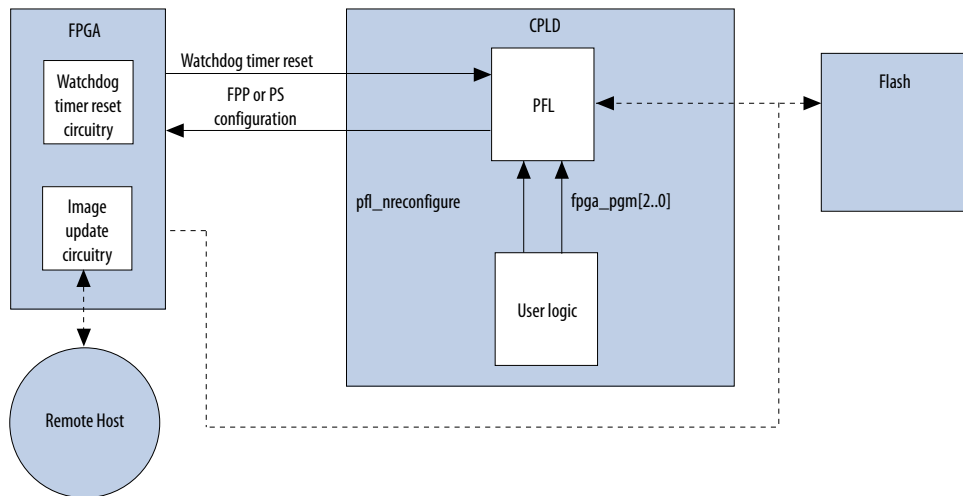 FPGA
CPLD
Watchdog
timer reset
circuitry
Watchdog timer reset
FPP or PS
configuration
PFL
Flash
Image
update
circuitry
pfl_nreconfigure
fpga_pgm[2..0]
User logic
Remote Host